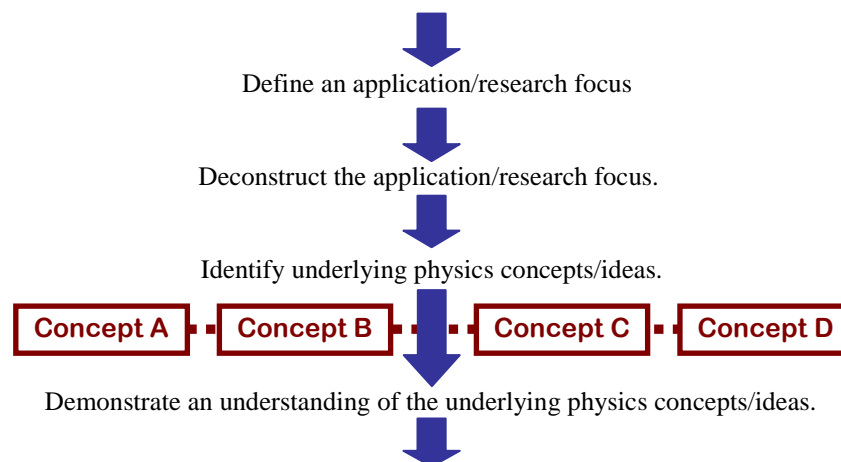 Define an application/research focus
Deconstruct the application/research focus.
Identify underlying physics concepts/ideas.
Concept A Concept B Concept C Concept D
Demonstrate an understanding of the underlying physics concepts/ideas.